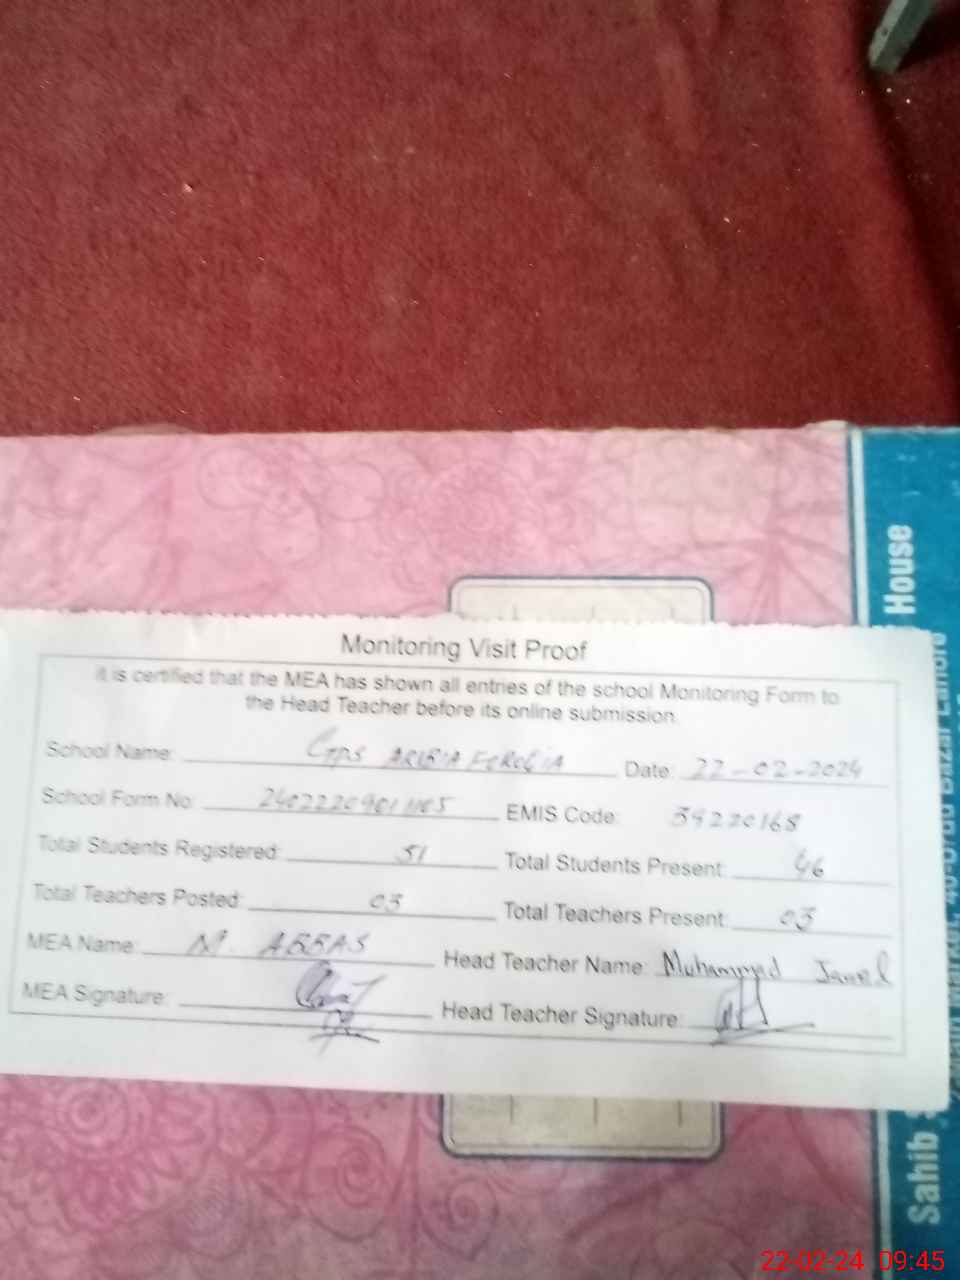 Monitoring Visit Proof
It is certified that the MEA has shown all entries of the school Monitoring Form to
the Head Teacher before its online submission.
School Name: GPS Date: 22-02-2024
School Form No: EMIS Code: 39220168
Total Students Registered: 51 Total Students Present: 46
Total Teachers Posted: 03 Total Teachers Present: 03
MEA Name: M. ABBAS Head Teacher Name: Muhammad
MEA Signature: Head Teacher Signature:
House
Sahib
22-02-24 09:45